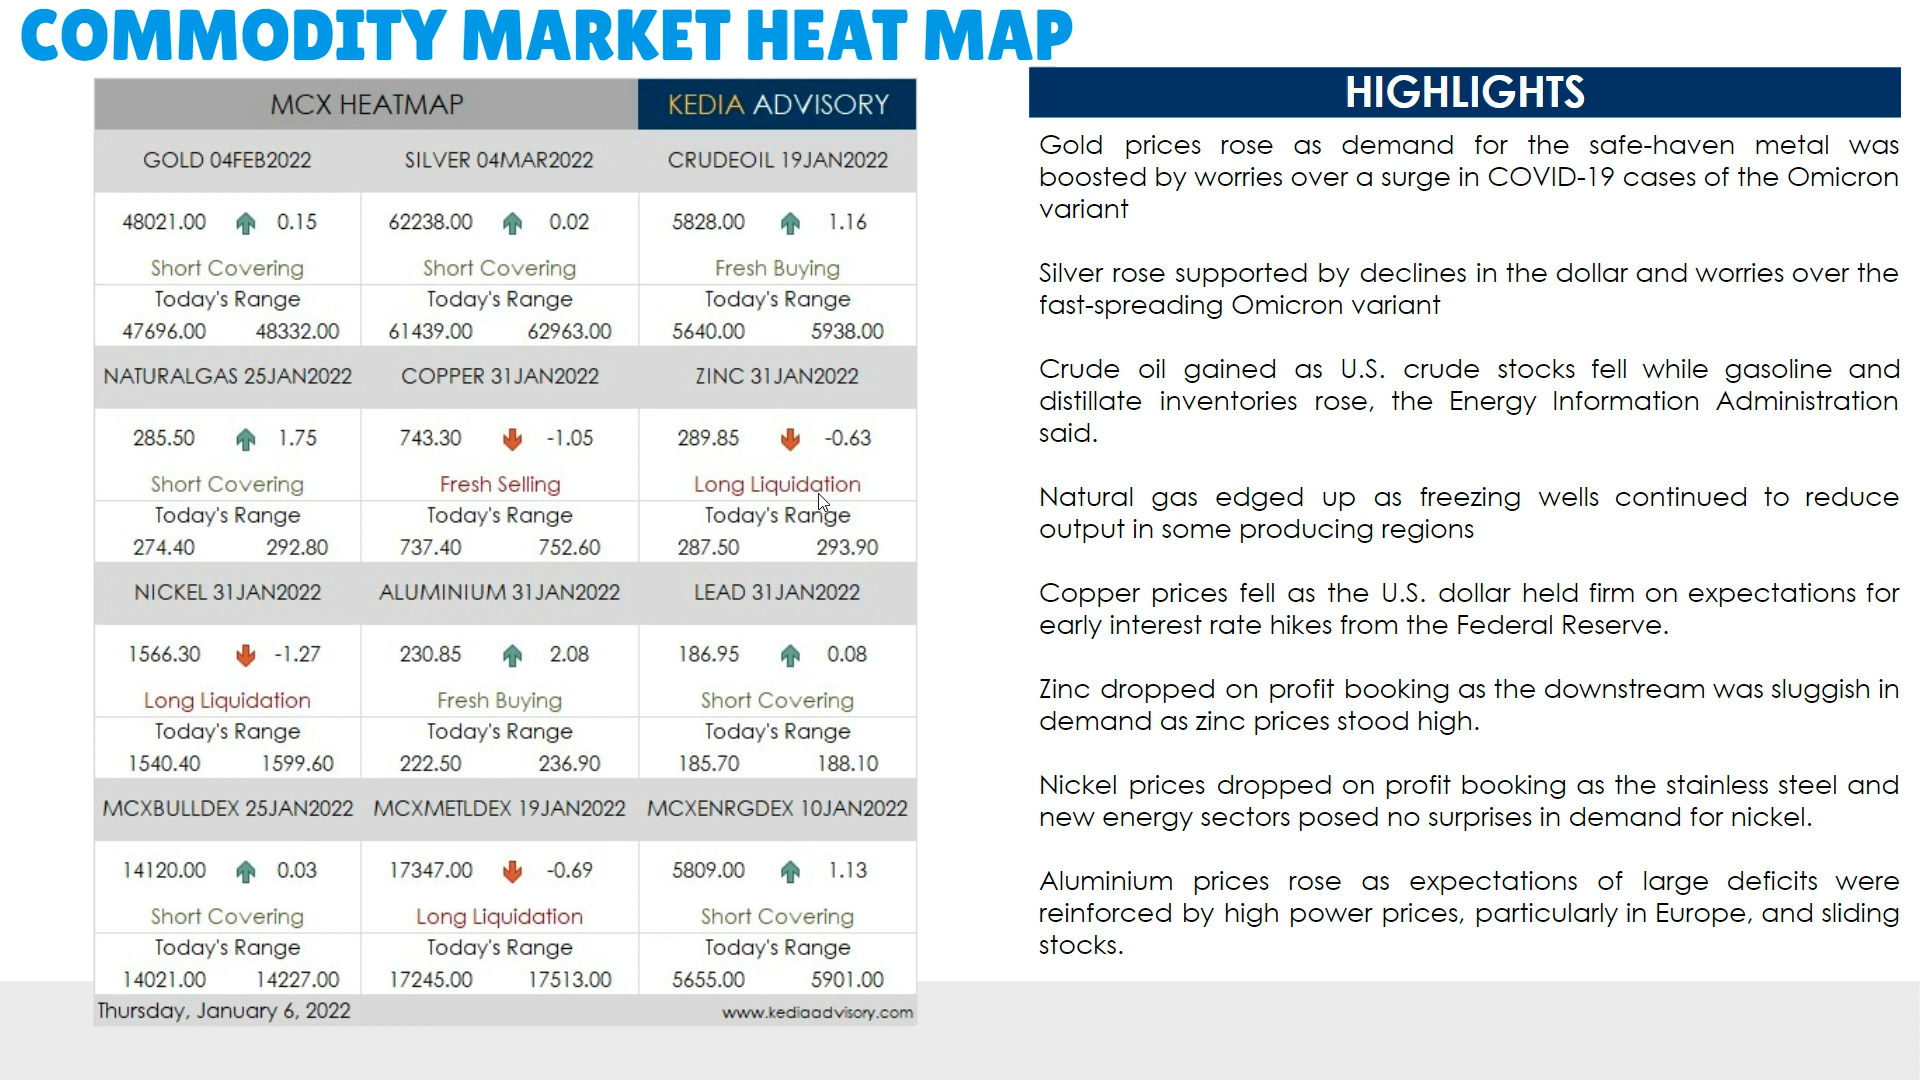 COMMODITY MARKET HEAT MAP
MCX HEATMAP KEDIA ADVISORY
GOLD 04FEB2022 SILVER 04MAR2022 CRUDEOIL 19JAN2022
48021.00 0.15 62238.00 0.02 5828.00 1.16
Short Covering Short Covering Fresh Buying
Today's Range Today's Range Today's Range
47696.00 48332.00 61439.00 62963.00 5640.00 5938.00
NATURALGAS 25JAN2022 COPPER 31JAN2022 ZINC 31JAN2022
285.50 1.75 743.30 -1.05 289.85 -0.63
Short Covering Fresh Selling Long Liquidation
Today's Range Today's Range Today's Range
274.40 292.80 737.40 752.60 287.50 293.90
NICKEL 31JAN2022 ALUMINIUM 31JAN2022 LEAD 31JAN2022
1566.30 -1.27 230.85 2.08 186.95 0.08
Long Liquidation Fresh Buying Short Covering
Today's Range Today's Range Today's Range
1540.40 1599.60 222.50 236.90 185.70 188.10
MCXBULLDEX 25JAN2022 MCXMETLDEX 19JAN2022 MCXENRGDEX 10JAN2022
14120.00 0.03 17347.00 -0.69 5809.00 1.13
Short Covering Long Liquidation Short Covering
Today's Range Today's Range Today's Range
14021.00 14227.00 17245.00 17513.00 5655.00 5901.00
Thursday, January 6, 2022 www.kediaadvisory.com
HIGHLIGHTS
Gold prices rose as demand for the safe-haven metal was
boosted by worries over a surge in COVID-19 cases of the Omicron
variant
Silver rose supported by declines in the dollar and worries over the
fast-spreading Omicron variant
Crude oil gained as U.S. crude stocks fell while gasoline and
distillate inventories rose, the Energy Information Administration
said.
Natural gas edged up as freezing wells continued to reduce
output in some producing regions
Copper prices fell as the U.S. dollar held firm on expectations for
early interest rate hikes from the Federal Reserve.
Zinc dropped on profit booking as the downstream was sluggish in
demand as zinc prices stood high.
Nickel prices dropped on profit booking as the stainless steel and
new energy sectors posed no surprises in demand for nickel.
Aluminium prices rose as expectations of large deficits were
reinforced by high power prices, particularly in Europe, and sliding
stocks.